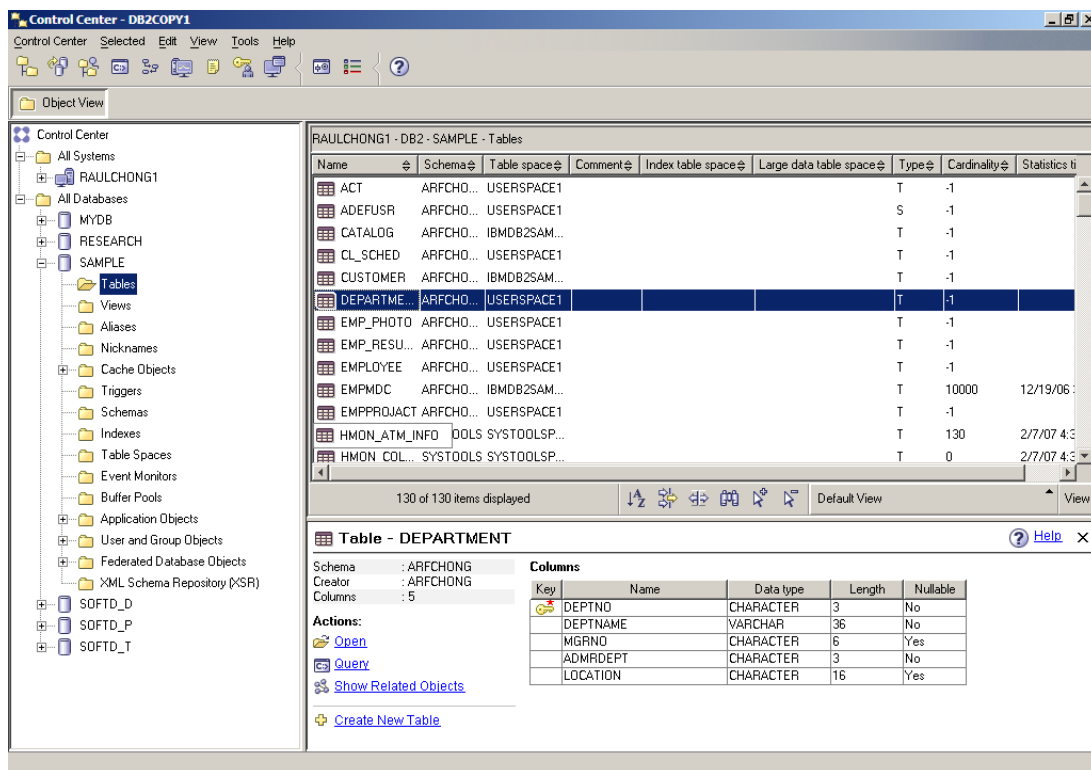 Control Center - DB2COPY1
Control Center Selected Edit View Tools Help
Object View
Control Center
All Systems
RAULCHONG1
All Databases
MYDB
RESEARCH
SAMPLE
Tables
Views
Aliases
Nicknames
Cache Objects
Triggers
Schemas
Indexes
Table Spaces
Event Monitors
Buffer Pools
Application Objects
User and Group Objects
Federated Database Objects
XML Schema Repository (XSR)
SOFTD_D
SOFTD_P
SOFTD_T
RAULCHONG1 - DB2 - SAMPLE - Tables
Name Schema Table space Comment Index table space Large data table space Type Cardinality Statistics ti
ACT ARFCHO... USERSPACE1 T -1
ADEFUSR ARFCHO... USERSPACE1 S -1
CATALOG ARFCHO... IBMDB2SAM... T -1
CL_SCHED ARFCHO... USERSPACE1 T -1
CUSTOMER ARFCHO... IBMDB2SAM... T -1
DEPARTME... ARFCHO... USERSPACE1 T -1
EMP_PHOTO ARFCHO... USERSPACE1 T -1
EMP_RESU... ARFCHO... USERSPACE1 T -1
EMPLOYEE ARFCHO... USERSPACE1 T -1
EMPMDC ARFCHO... IBMDB2SAM... T 10000 12/19/06
EMPPROJACT ARFCHO... USERSPACE1 T -1
HMON_ATM_INFO OOLS SYSTOOLSP... T 130 2/7/07 4:3
HMON_COL... SYSTOOLS SYSTOOLSP... T 0 2/7/07 4:3
130 of 130 items displayed Default View View
Table - DEPARTMENT
Help
Schema : ARFCHONG
Creator : ARFCHONG
Columns : 5
Actions:
Open
Query
Show Related Objects
Create New Table
Columns
Key Name Data type Length Nullable
DEPTNO CHARACTER 3 No
DEPTNAME VARCHAR 36 No
MGRNO CHARACTER 6 Yes
ADMRDEPT CHARACTER 3 No
LOCATION CHARACTER 16 Yes